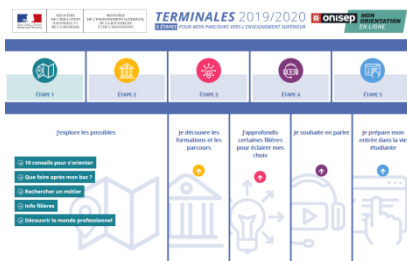 MINISTÈRE
DE L'ÉDUCATION
NATIONALE ET
DE LA JEUNESSE
MINISTÈRE
DE L'ENSEIGNEMENT SUPÉRIEUR,
DE LA RECHERCHE
ET DE L'INNOVATION
TERMINALES 2019/2020
5 ÉTAPES POUR MON PARCOURS VERS L'ENSEIGNEMENT SUPÉRIEUR
onisep
MON
ORIENTATION
EN LIGNE
ÉTAPE 1
ÉTAPE 2
ÉTAPE 3
ÉTAPE 4
ÉTAPE 5
J'explore les possibles
10 conseils pour s'orienter
Que faire après mon bac ?
Rechercher un métier
Info filières
Découvrir le monde professionnel
Je découvre les
formations et les
parcours
J'approfondis
certaines filières
pour éclairer mes
choix
Je souhaite en parler
Je prépare mon
entrée dans la vie
étudiante